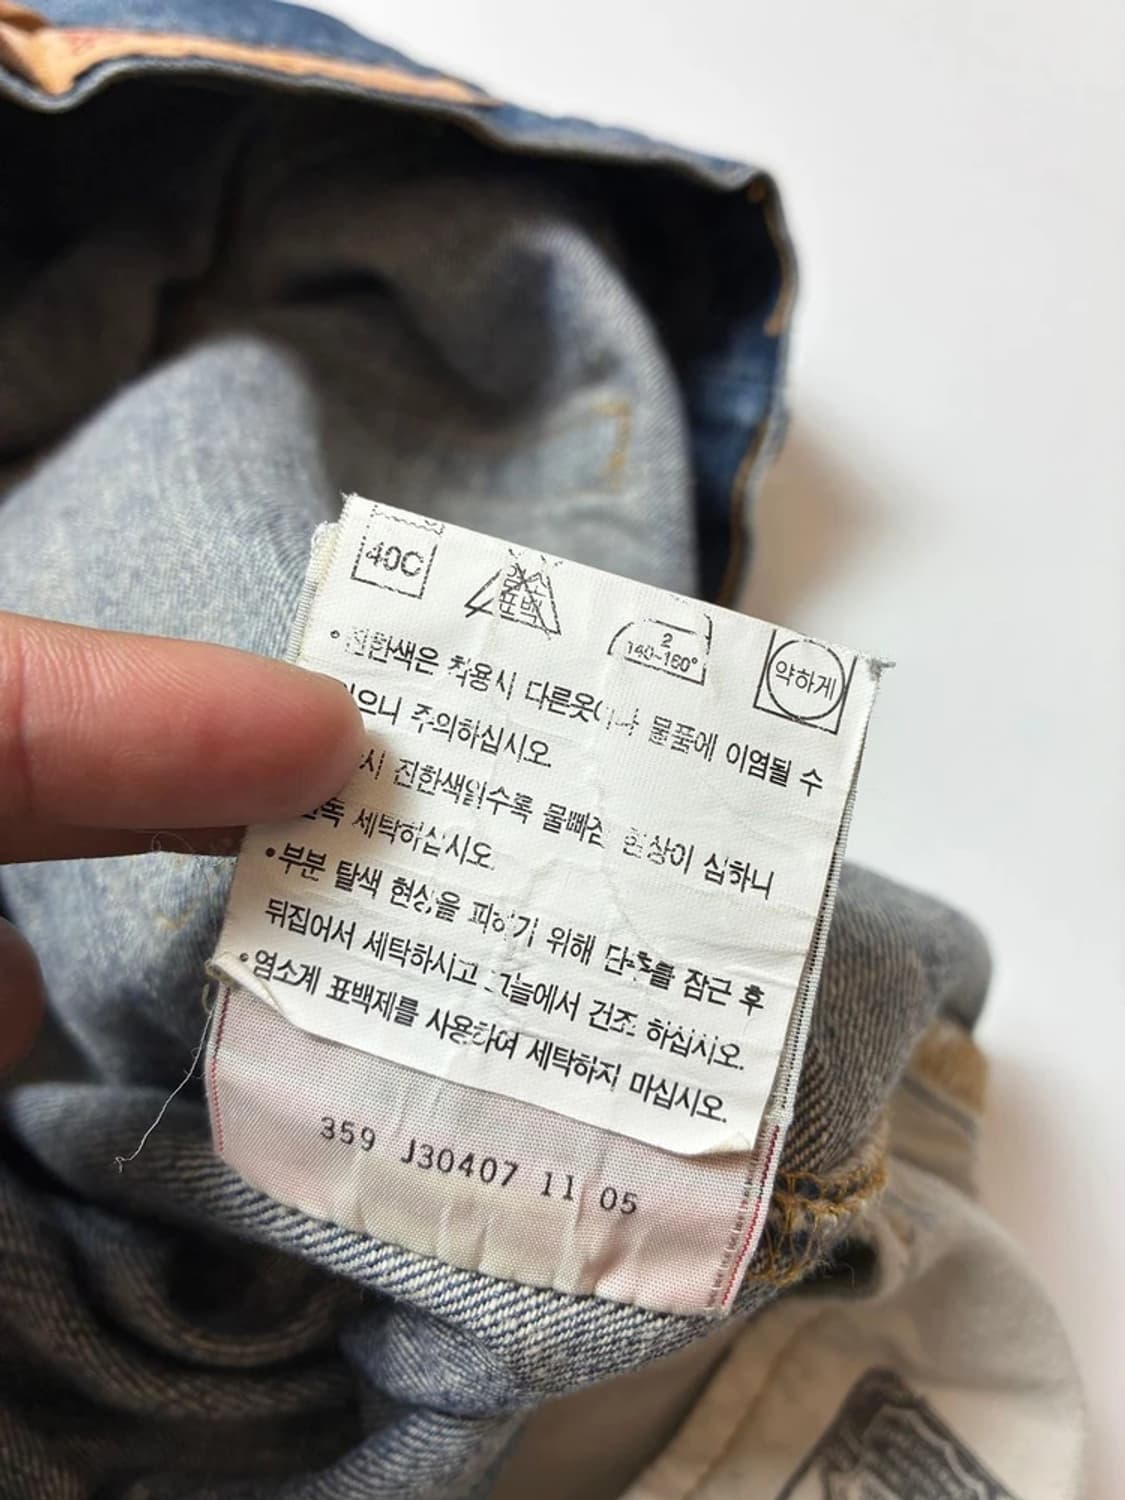 40C
염소 표백
2
140~160°
약하게
• 진한색은 착용시 다른옷이나 물품에 이염될 수
으니 주의하십시오.
시 진한색일수록 물빠짐 현상이 심하니
세탁하십시오.
• 부분 탈색 현상을 피하기 위해 단추를 잠근 후
뒤집어서 세탁하시고 그늘에서 건조 하십시오.
• 염소계 표백제를 사용하여 세탁하지 마십시오.
359 J30407 11 05